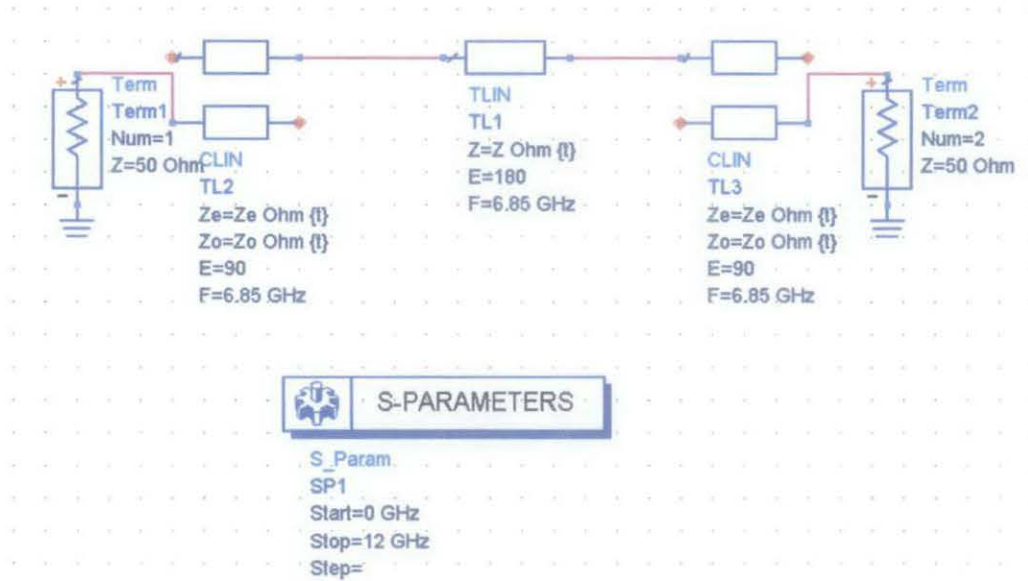 Term
Term1
Num=1
Z=50 Ohm
CLIN
TL2
Ze=Ze Ohm {t}
Zo=Zo Ohm {t}
E=90
F=6.85 GHz
TLIN
TL1
Z=Z Ohm {t}
E=180
F=6.85 GHz
CLIN
TL3
Ze=Ze Ohm {t}
Zo=Zo Ohm {t}
E=90
F=6.85 GHz
Term
Term2
Num=2
Z=50 Ohm
S-PARAMETERS
S_Param
SP1
Start=0 GHz
Stop=12 GHz
Step=